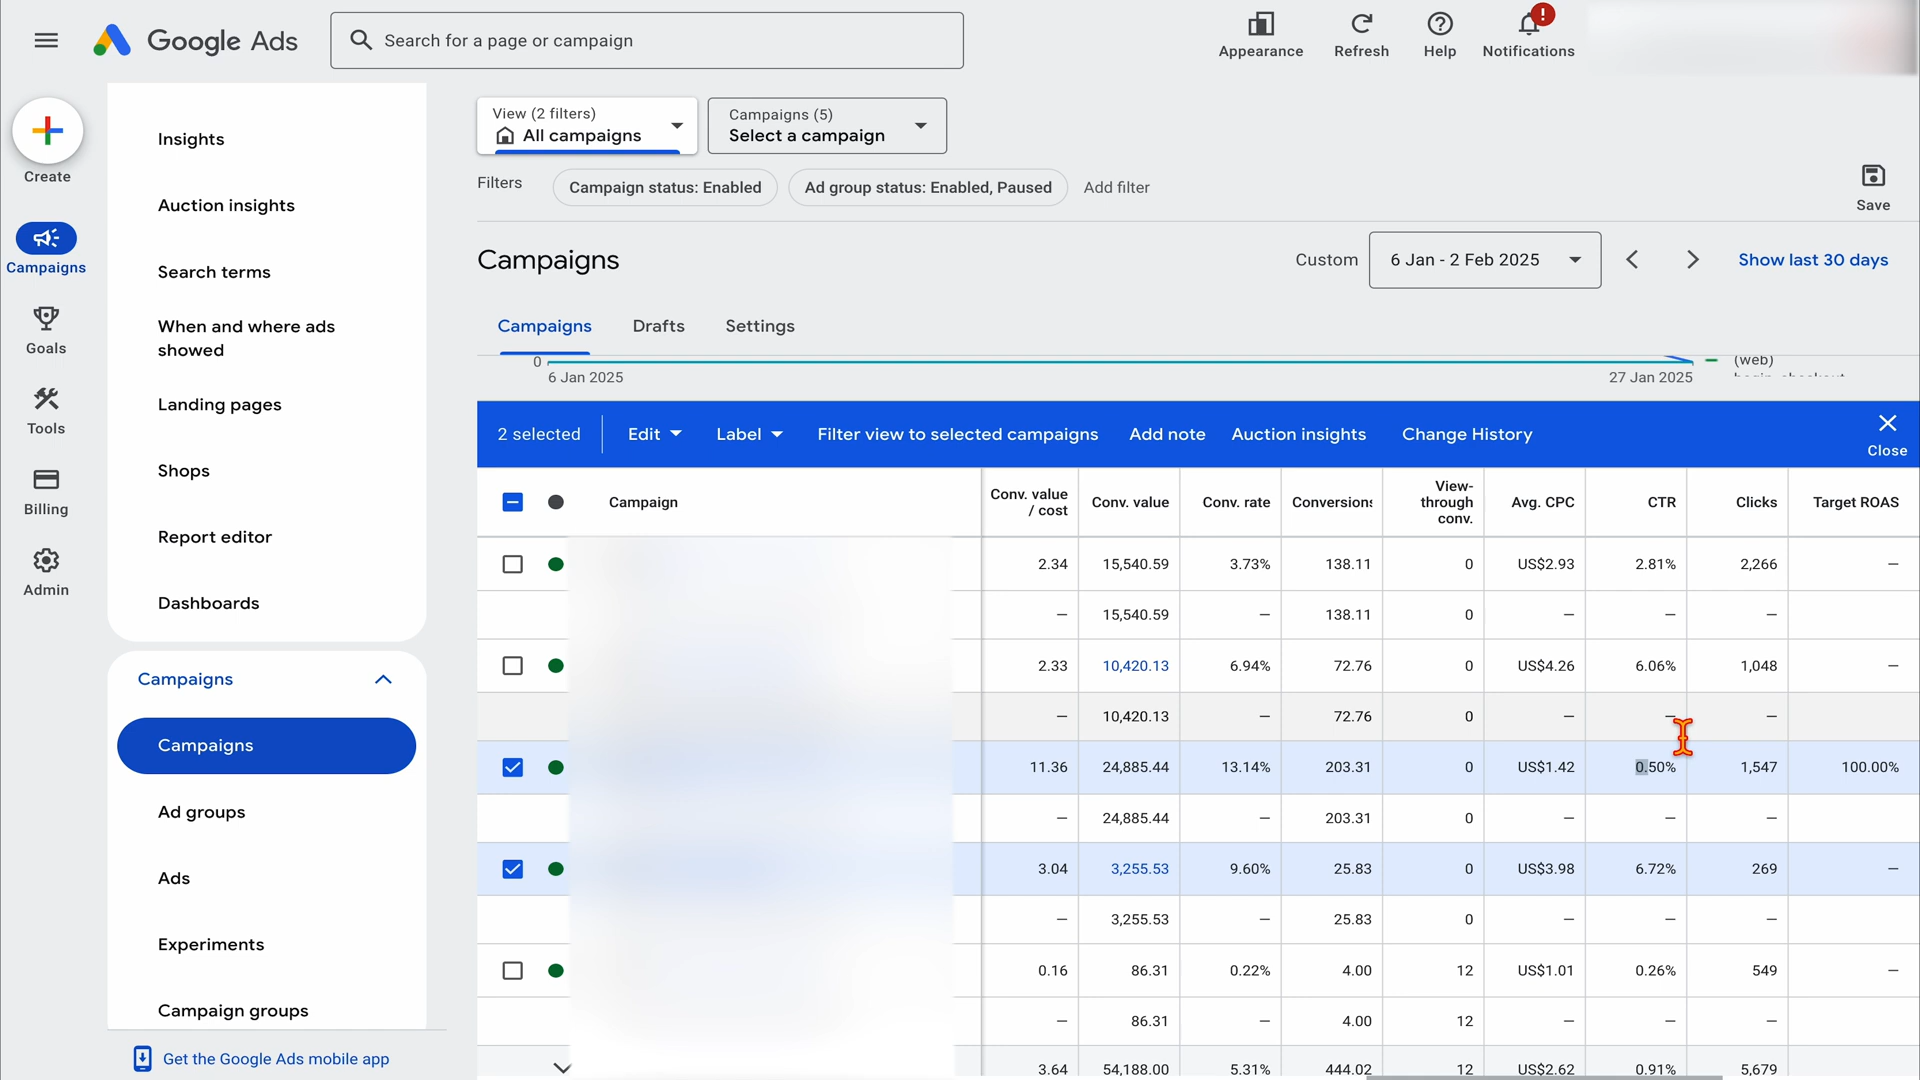 Google Ads
Search for a page or campaign
Appearance
Refresh
Help
!
Notifications
Create
Campaigns
Goals
Tools
Billing
Admin
Insights
Auction insights
Search terms
When and where ads
showed
Landing pages
Shops
Report editor
Dashboards
Campaigns
Campaigns
Ad groups
Ads
Experiments
Campaign groups
Get the Google Ads mobile app
View (2 filters)
All campaigns
Campaigns (5)
Select a campaign
Filters
Campaign status: Enabled
Ad group status: Enabled, Paused
Add filter
Save
Campaigns
Custom
6 Jan - 2 Feb 2025
Show last 30 days
Campaigns
Drafts
Settings
0
6 Jan 2025
27 Jan 2025
(web)
2 selected
Edit
Label
Filter view to selected campaigns
Add note
Auction insights
Change History
Close
Campaign
Conv. value
/ cost
Conv. value
Conv. rate
Conversions
View-
through
conv.
Avg. CPC
CTR
Clicks
Target ROAS
2.34 15,540.59 3.73% 138.11 0 US$2.93 2.81% 2,266 —
— 15,540.59 — 138.11 0 — — —
2.33 10,420.13 6.94% 72.76 0 US$4.26 6.06% 1,048 —
— 10,420.13 — 72.76 0 — — —
11.36 24,885.44 13.14% 203.31 0 US$1.42 0.50% 1,547 100.00%
— 24,885.44 — 203.31 0 — — —
3.04 3,255.53 9.60% 25.83 0 US$3.98 6.72% 269 —
— 3,255.53 — 25.83 0 — — —
0.16 86.31 0.22% 4.00 12 US$1.01 0.26% 549 —
— 86.31 — 4.00 12 — — —
3.64 54,188.00 5.31% 444.02 12 US$2.62 0.91% 5,679